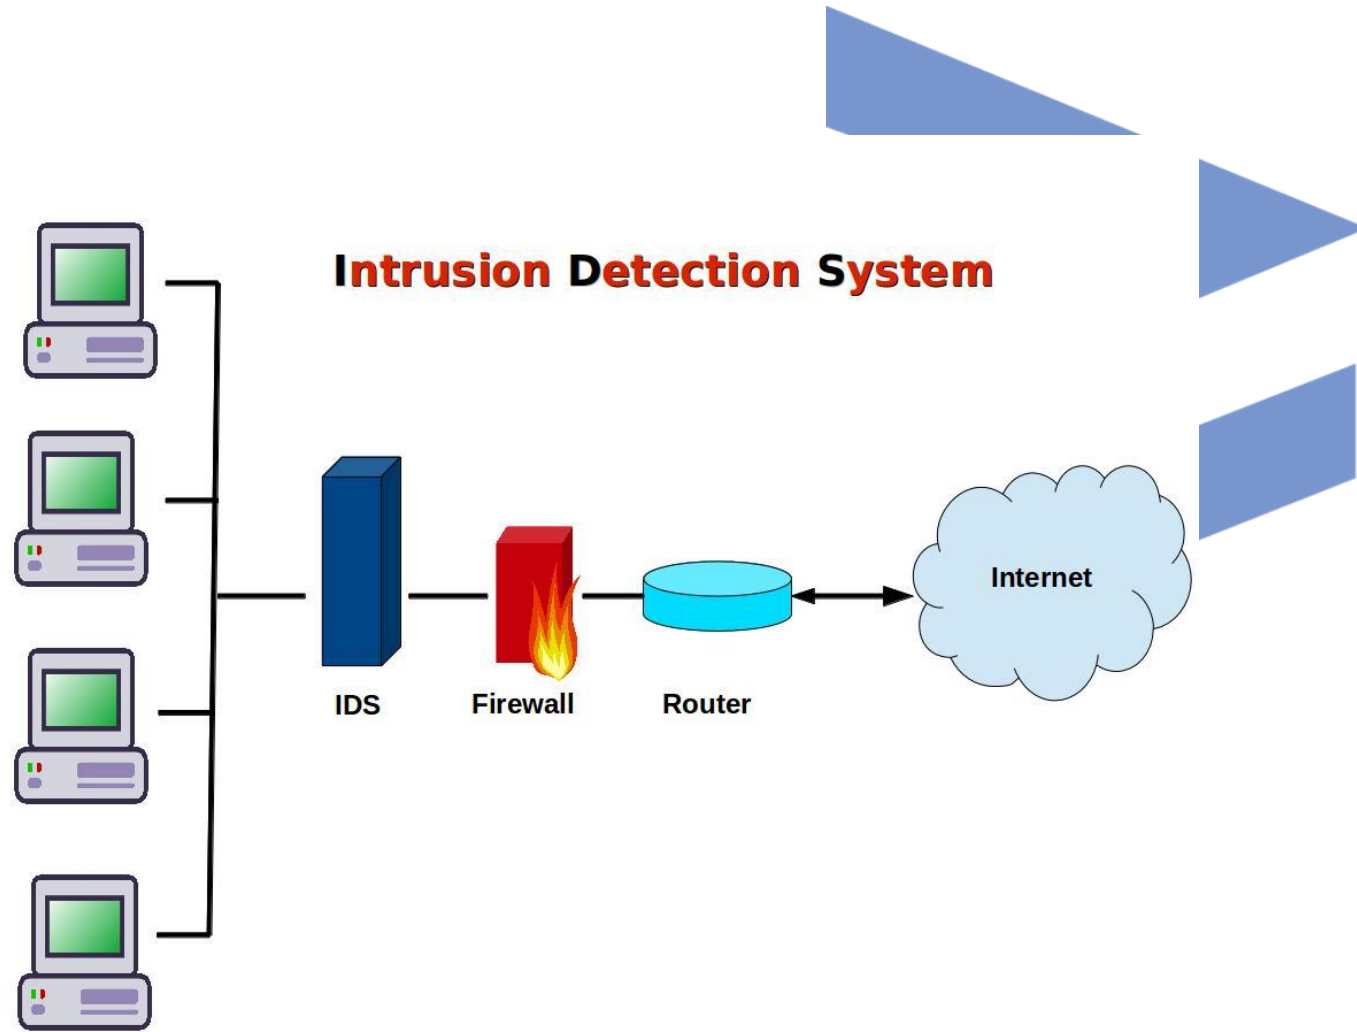 Intrusion Detection System
Internet
IDS
Firewall
Router